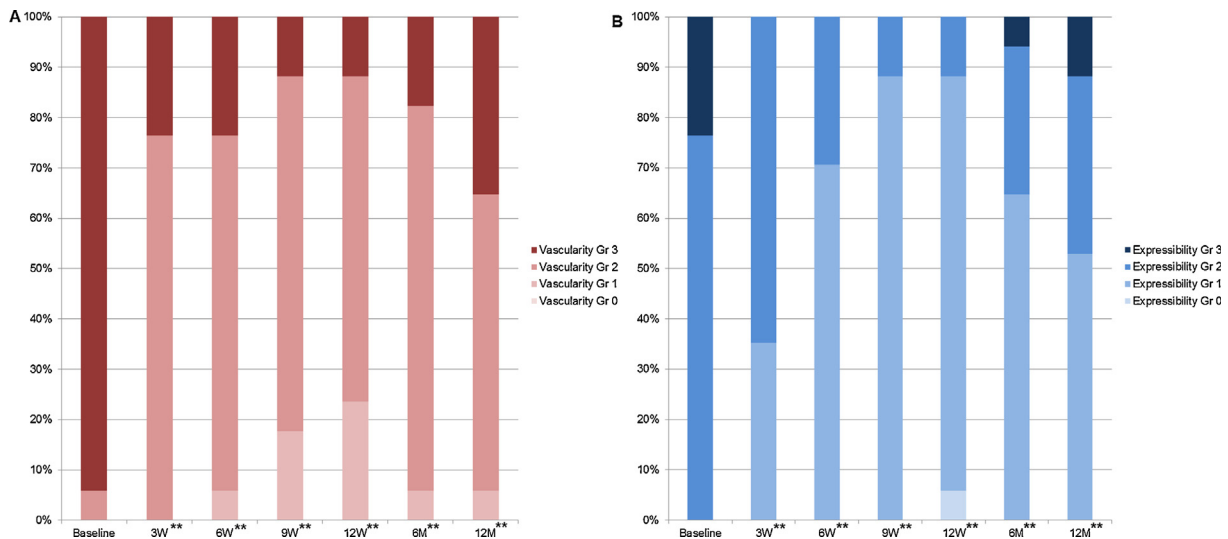 A
100%
90%
80%
70%
60%
50%
40%
30%
20%
10%
0%
Baseline 3W** 6W** 9W** 12W** 6M** 12M**
Vascularity Gr 3
Vascularity Gr 2
Vascularity Gr 1
Vascularity Gr 0
B
100%
90%
80%
70%
60%
50%
40%
30%
20%
10%
0%
Baseline 3W** 6W** 9W** 12W** 6M** 12M**
Expressibility Gr 3
Expressibility Gr 2
Expressibility Gr 1
Expressibility Gr 0